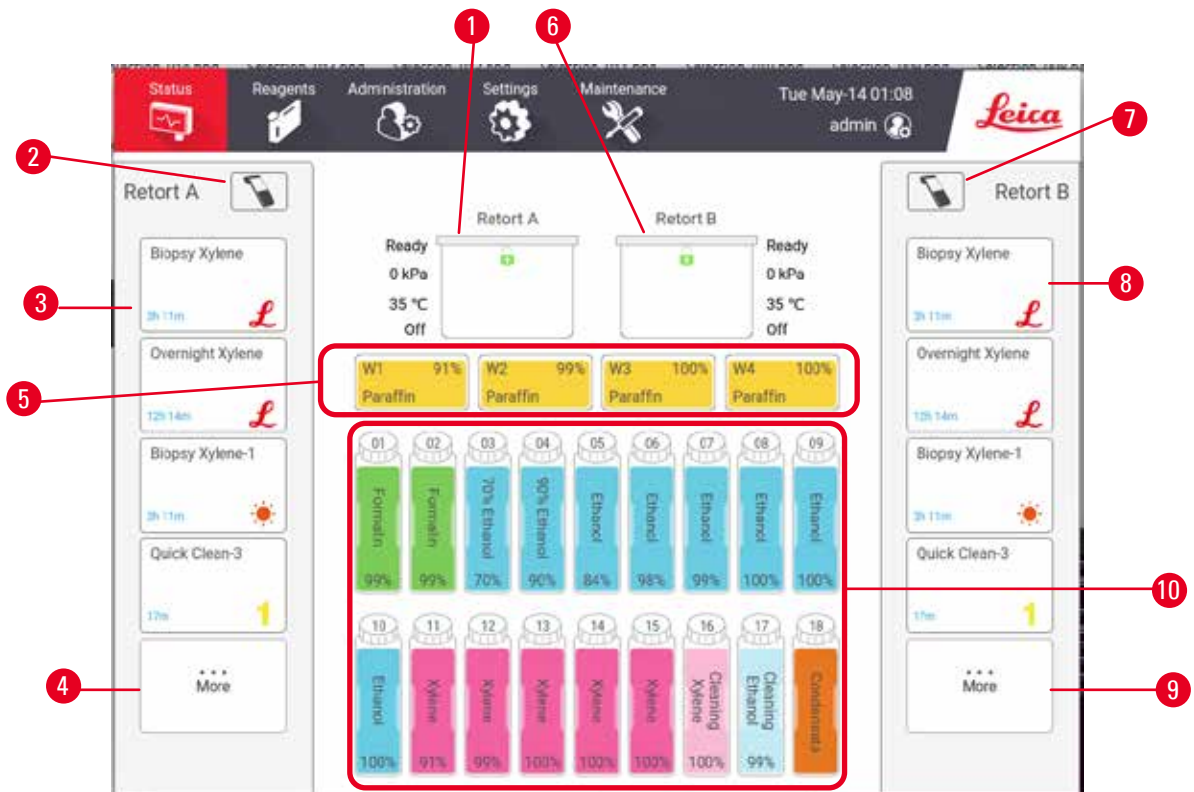 1
6
Status
Reagents
Administration
Settings
Maintenance
Tue May-14 01:08
admin
Leica
7
2
Retort A
Retort B
Retort A
Retort B
Ready
0 kPa
35 °C
Off
Ready
0 kPa
35 °C
Off
3
Biopsy Xylene
3h 11m
L
Overnight Xylene
12h 14m
L
Biopsy Xylene-1
3h 11m
Quick Clean-3
17m
1
4
...
More
8
Biopsy Xylene
3h 11m
L
Overnight Xylene
12h 14m
L
Biopsy Xylene-1
3h 11m
Quick Clean-3
17m
1
...
More
9
5
W1 91%
Paraffin
W2 99%
Paraffin
W3 100%
Paraffin
W4 100%
Paraffin
10
01
Formalin
99%
02
Formalin
99%
03
70% Ethanol
70%
04
90% Ethanol
90%
05
Ethanol
84%
06
Ethanol
98%
07
Ethanol
99%
08
Ethanol
100%
09
Ethanol
100%
10
Ethanol
100%
11
Xylene
91%
12
Xylene
99%
13
Xylene
100%
14
Xylene
100%
15
Xylene
100%
16
Cleaning
Xylene
100%
17
Cleaning
Ethanol
99%
18
Condensate